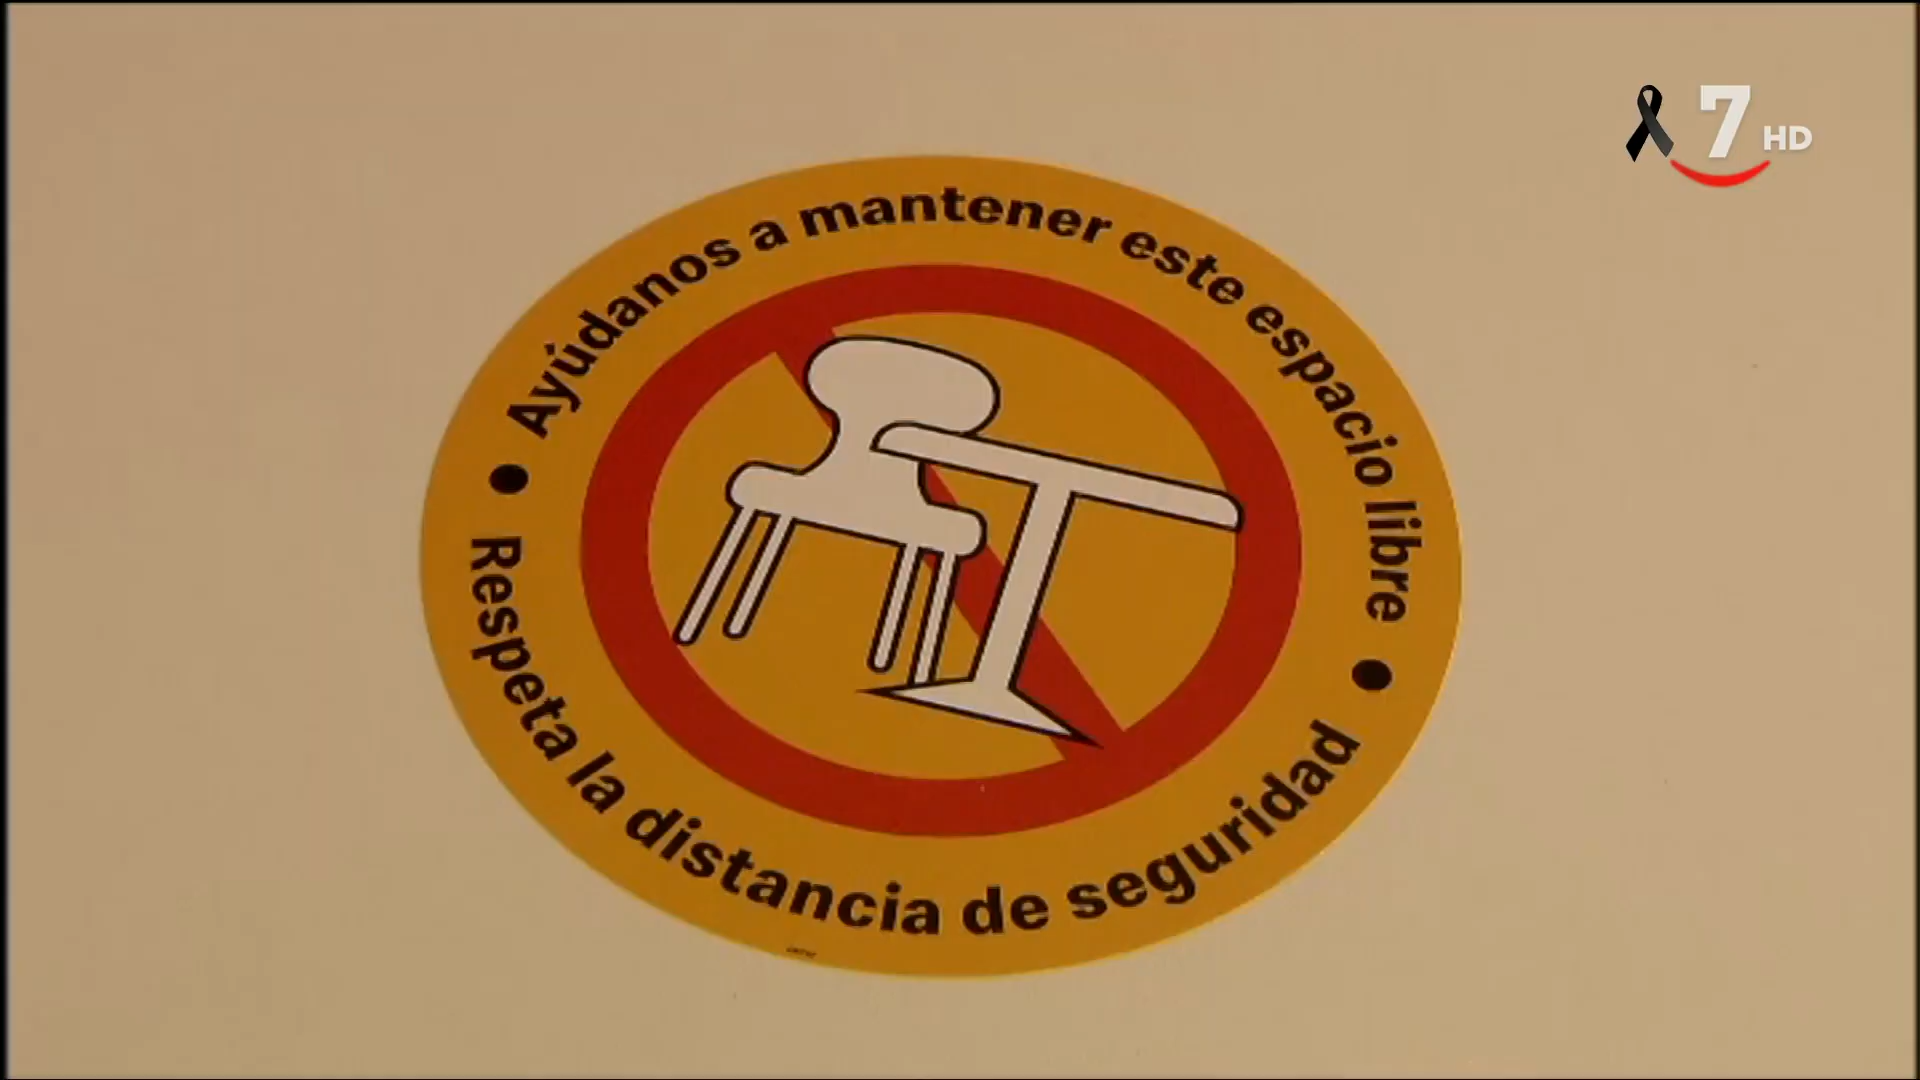 Ayúdanos a mantener este espacio libre
Respeta la distancia de seguridad
7 HD